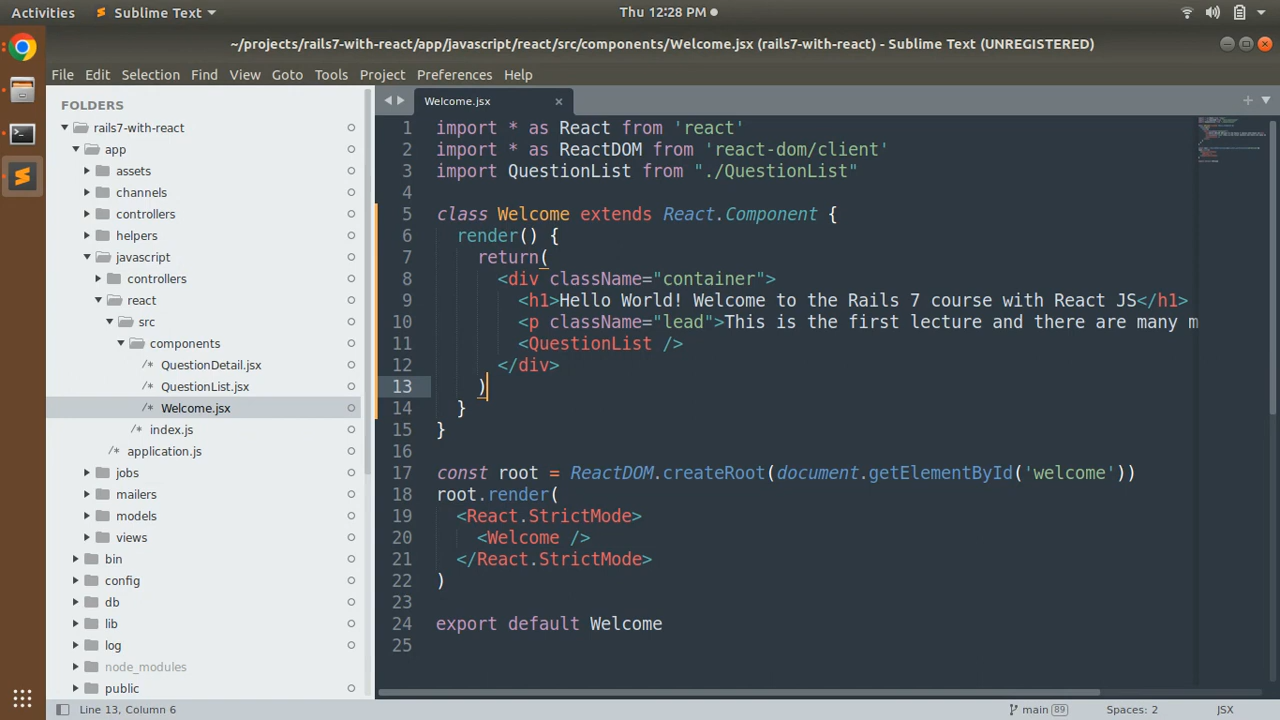 Activities Sublime Text Thu 12:28 PM
~/projects/rails7-with-react/app/javascript/react/src/components/Welcome.jsx (rails7-with-react) - Sublime Text (UNREGISTERED)
File Edit Selection Find View Goto Tools Project Preferences Help
FOLDERS
rails7-with-react
app
assets
channels
controllers
helpers
javascript
controllers
react
src
components
/* QuestionDetail.jsx
/* QuestionList.jsx
/* Welcome.jsx
/* index.js
/* application.js
jobs
mailers
models
views
bin
config
db
lib
log
node_modules
public
Welcome.jsx ×
1 import * as React from 'react'
2 import * as ReactDOM from 'react-dom/client'
3 import QuestionList from "./QuestionList"
4
5 class Welcome extends React.Component {
6 render() {
7 return(
8 <div className="container">
9 <h1>Hello World! Welcome to the Rails 7 course with React JS</h1>
10 <p className="lead">This is the first lecture and there are many m
11 <QuestionList />
12 </div>
13 )
14 }
15 }
16
17 const root = ReactDOM.createRoot(document.getElementById('welcome'))
18 root.render(
19 <React.StrictMode>
20 <Welcome />
21 </React.StrictMode>
22 )
23
24 export default Welcome
25
Line 13, Column 6 main 89 Spaces: 2 JSX